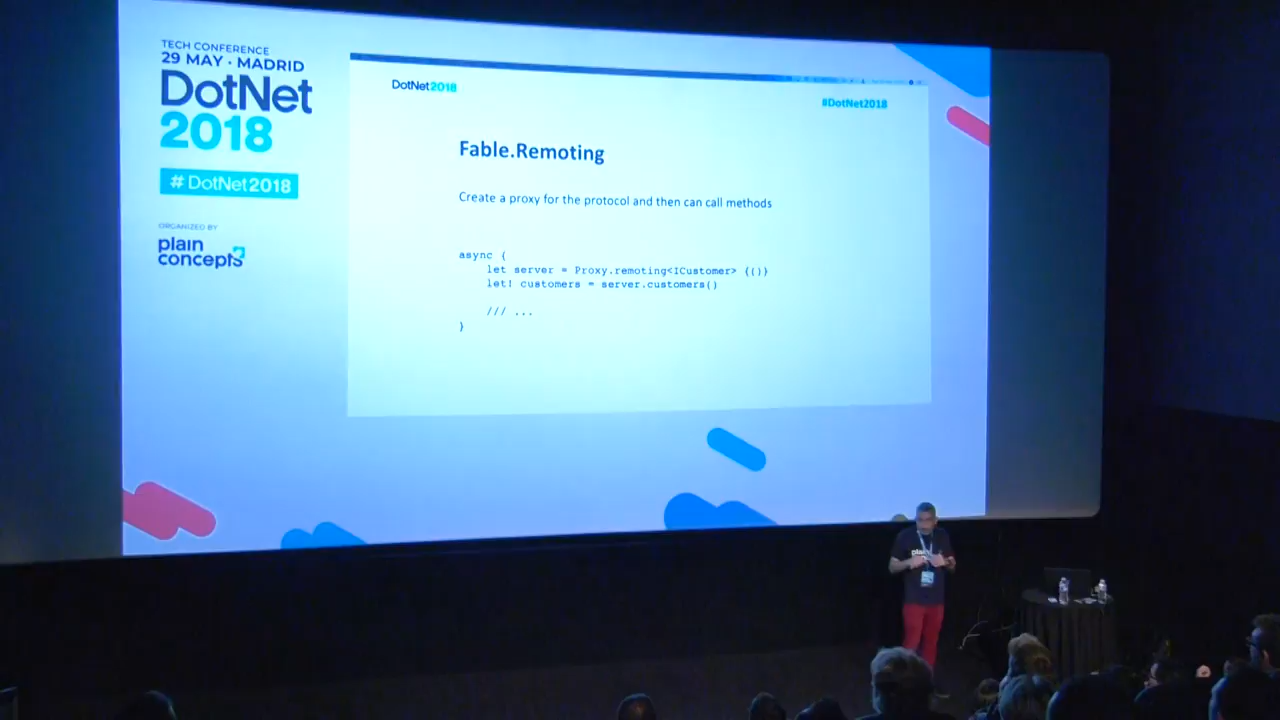 TECH CONFERENCE
29 MAY · MADRID
DotNet
2018
# DotNet2018
ORGANIZED BY
plain
concepts
DotNet2018
#DotNet2018
Fable.Remoting
Create a proxy for the protocol and then can call methods
async {
let server = Proxy.remoting<ICustomer> {()}
let! customers = server.customers()
/// ...
}